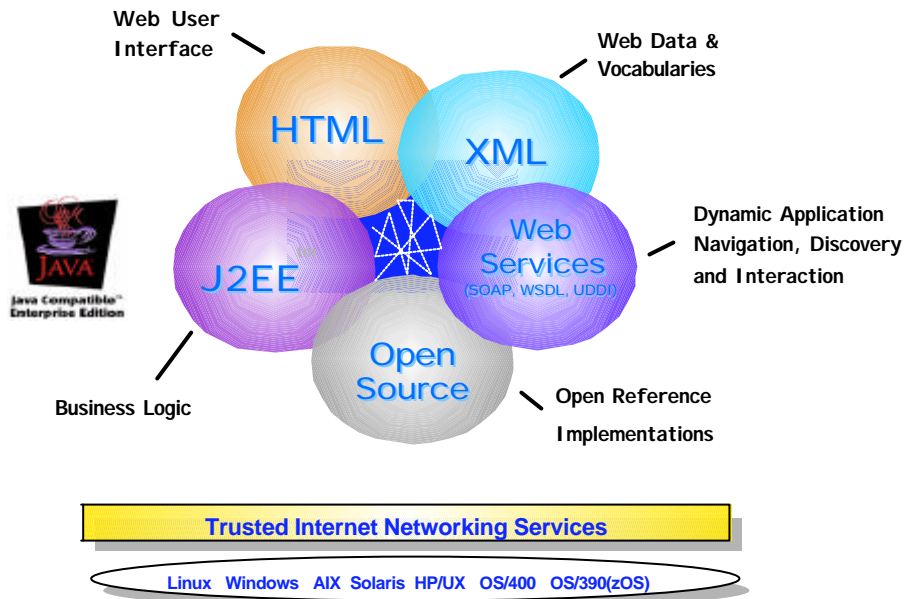 Web User
Interface
Web Data &
Vocabularies
HTML
XML
Dynamic Application
Navigation, Discovery
and Interaction
Web
Services
(SOAP, WSDL, UDDI)
J2EE™
JAVA
Java Compatible™
Enterprise Edition
Open
Source
Business Logic
Open Reference
Implementations
Trusted Internet Networking Services
Linux Windows AIX Solaris HP/UX OS/400 OS/390(zOS)